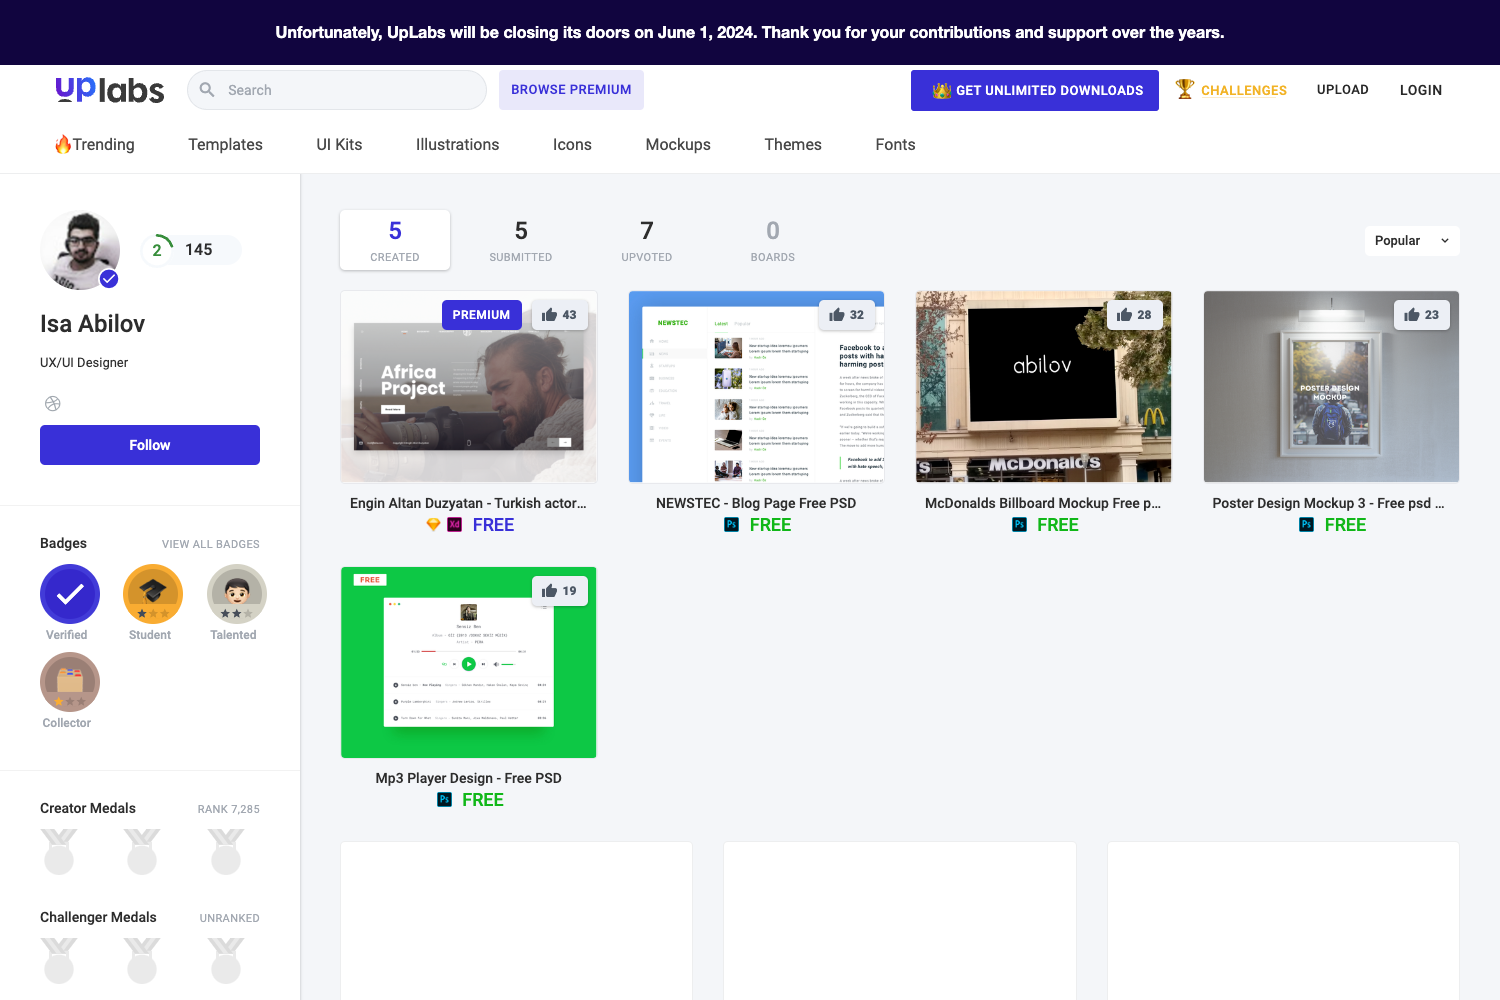 Unfortunately, UpLabs will be closing its doors on June 1, 2024. Thank you for your contributions and support over the years.
uplabs
Search
BROWSE PREMIUM
GET UNLIMITED DOWNLOADS
CHALLENGES
UPLOAD
LOGIN
Trending
Templates
UI Kits
Illustrations
Icons
Mockups
Themes
Fonts
2
145
Isa Abilov
UX/UI Designer
Follow
Badges
VIEW ALL BADGES
Verified
Student
Talented
Collector
Creator Medals
RANK 7,285
Challenger Medals
UNRANKED
5
CREATED
5
SUBMITTED
7
UPVOTED
0
BOARDS
Popular
PREMIUM
43
Africa
Project
Engin Altan Duzyatan - Turkish actor...
Xd
FREE
32
NEWSTEC
Latest
Popular
Facebook to a
posts with ha
harming post
NEWSTEC - Blog Page Free PSD
Ps
FREE
28
abilov
McDonald's
McDonalds Billboard Mockup Free p...
Ps
FREE
23
POSTER DESIGN
MOCKUP
Poster Design Mockup 3 - Free psd ...
Ps
FREE
FREE
19
Mp3 Player Design - Free PSD
Ps
FREE